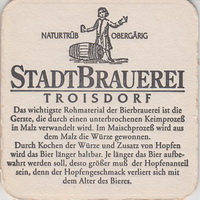 NATURTRÜB OBERGÄRIG
STADTBRAUEREI
TROISDORF
Das wichtigste Rohmaterial der Bierbrauerei ist die
Gerste, die durch einen unterbrochenen Keimprozeß
in Malz verwandelt wird. Im Maischprozeß wird aus
dem Malz die Würze gewonnen.
Durch Kochen der Würze und Zusatz von Hopfen
wird das Bier länger haltbar. Je länger das Bier aufbe-
wahrt werden soll, desto größer muß der Hopfenanteil
sein, denn der Hopfengeschmack verliert sich mit
dem Alter des Bieres.